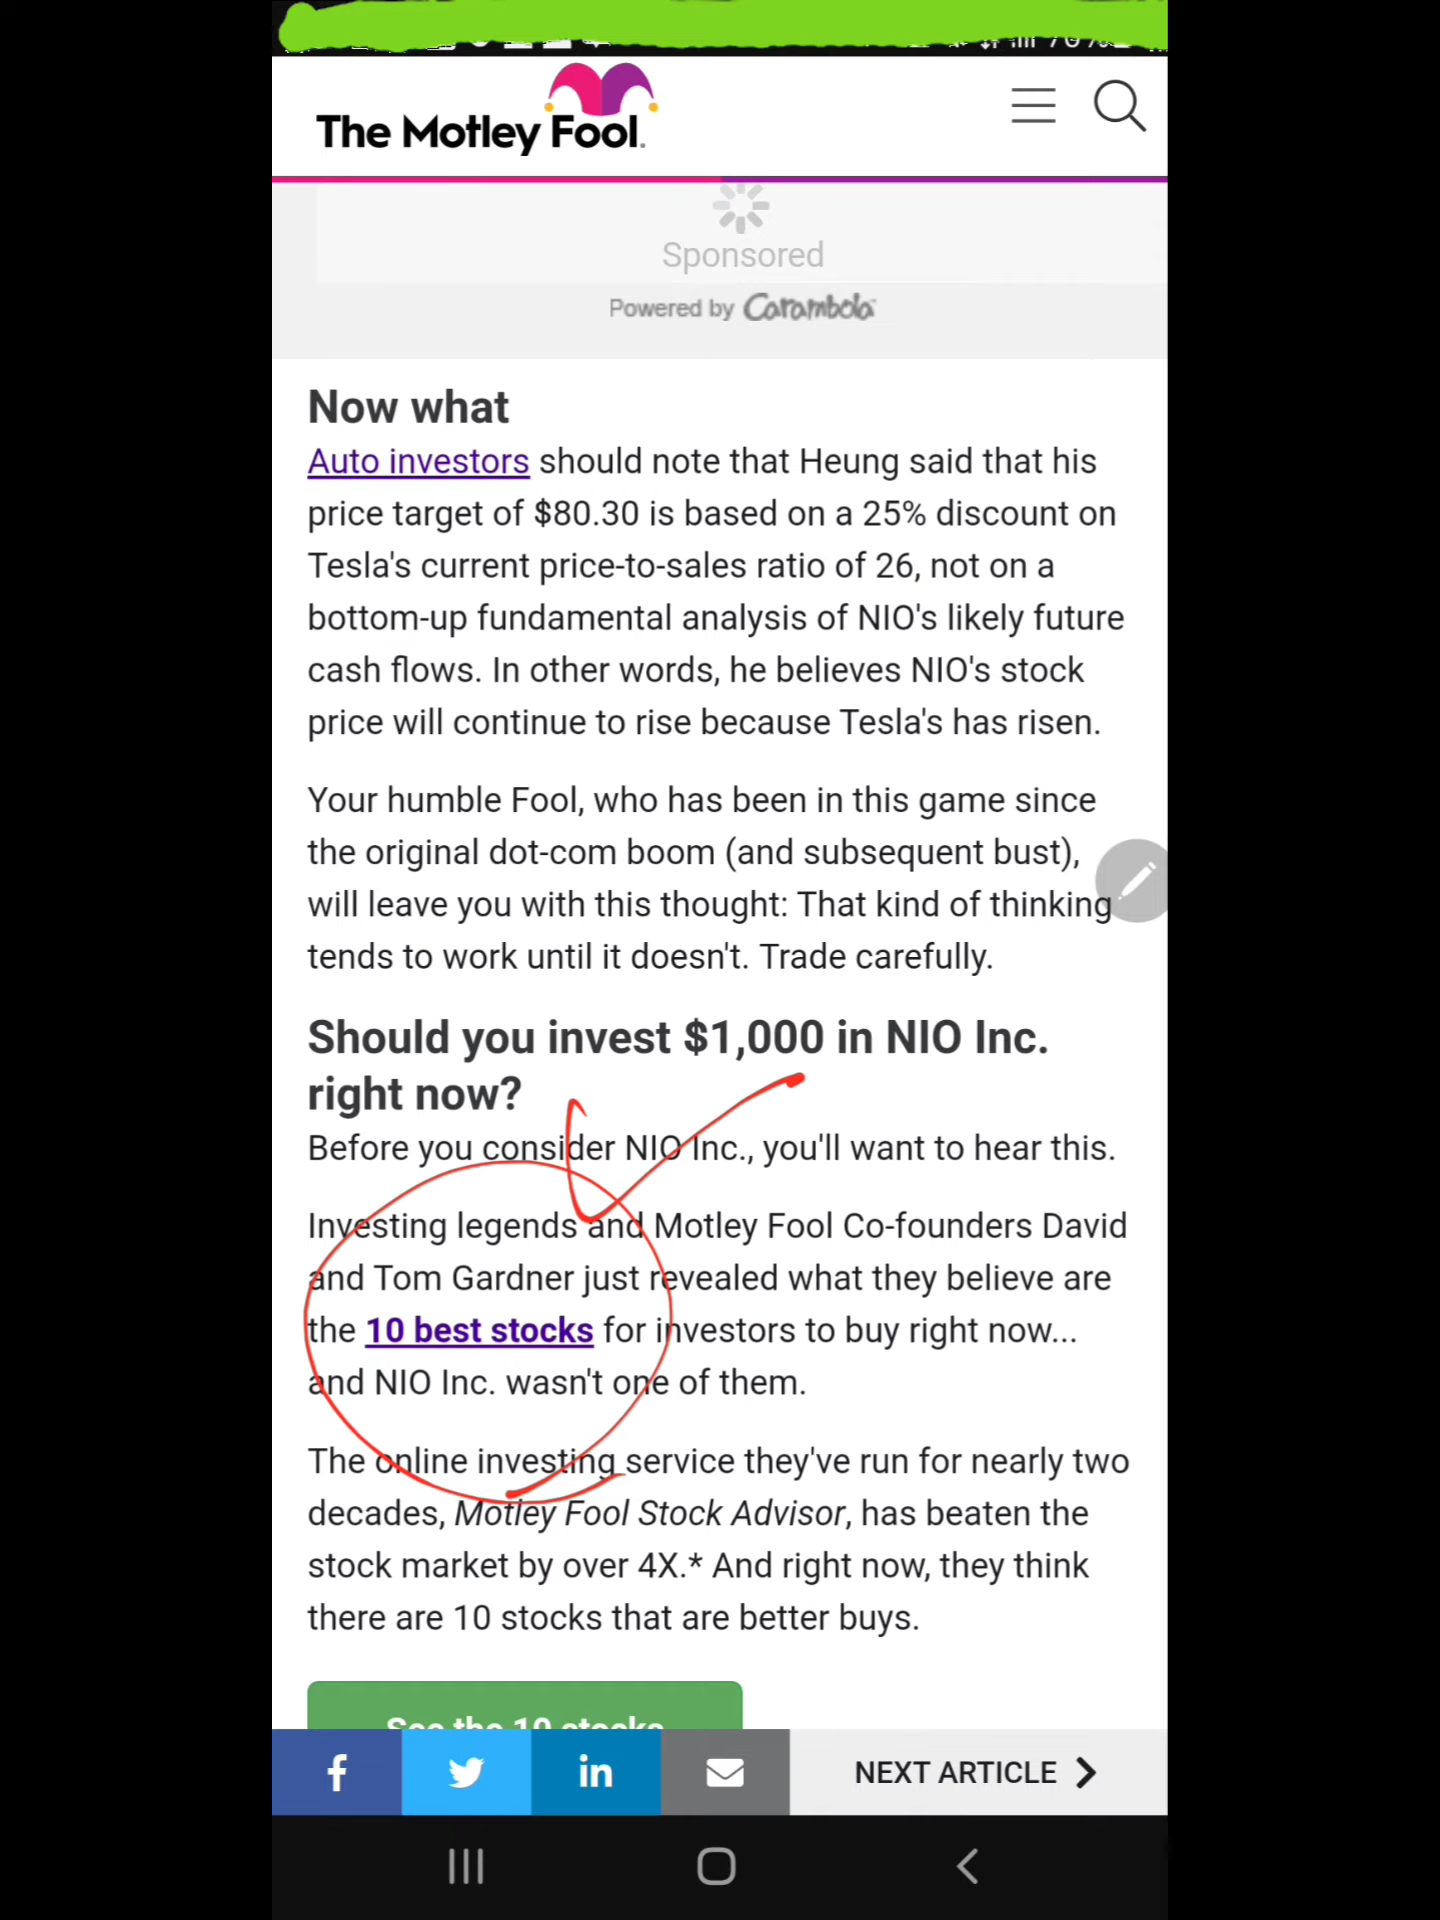 The Motley Fool.
Sponsored
Powered by Carambola
Now what
Auto investors should note that Heung said that his
price target of $80.30 is based on a 25% discount on
Tesla's current price-to-sales ratio of 26, not on a
bottom-up fundamental analysis of NIO's likely future
cash flows. In other words, he believes NIO's stock
price will continue to rise because Tesla's has risen.
Your humble Fool, who has been in this game since
the original dot-com boom (and subsequent bust),
will leave you with this thought: That kind of thinking
tends to work until it doesn't. Trade carefully.
Should you invest $1,000 in NIO Inc.
right now?
Before you consider NIO Inc., you'll want to hear this.
Investing legends and Motley Fool Co-founders David
and Tom Gardner just revealed what they believe are
the 10 best stocks for investors to buy right now...
and NIO Inc. wasn't one of them.
The online investing service they've run for nearly two
decades, Motley Fool Stock Advisor, has beaten the
stock market by over 4X.* And right now, they think
there are 10 stocks that are better buys.
See the 10 stocks
f in NEXT ARTICLE